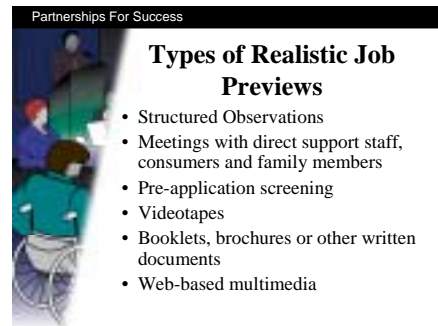 Partnerships For Success
Types of Realistic Job
Previews
• Structured Observations
• Meetings with direct support staff,
consumers and family members
• Pre-application screening
• Videotapes
• Booklets, brochures or other written
documents
• Web-based multimedia